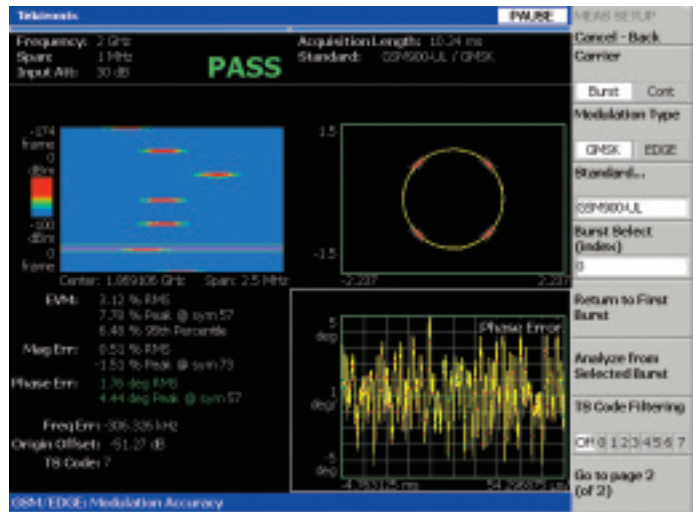 Tektronix PAUSE MEAS SETUP
Frequency: 2 GHz Acquisition Length: 10.24 ms Cancel - Back
Span: 1 MHz Standard: GSM900-UL / GMSK
Input Att: 30 dB
PASS
Carrier
Burst Cont
Modulation Type
GMSK EDGE
Standard...
GSM900-UL
Burst Select
(index)
0
Return to First
Burst
Analyze from
Selected Burst
TS Code Filtering
Off 0 1 2 3 4 5 6 7
Go to page 2
(of 2)
-174
frame
0
dBm
-100
dBm
0
frame
Center: 1.869106 GHz Span: 2.5 MHz
1.5
-1.5
-2.237 2.237
EVM: 3.12 % RMS
7.78 % Peak @ sym 57
6.48 % 95th Percentile
Mag Err: 0.51 % RMS
-1.51 % Peak @ sym 73
Phase Err: 1.76 deg RMS
4.44 deg Peak @ sym 57
Freq Err: -306.326 kHz
Origin Offset: -51.27 dB
TS Code: 7
5
deg
Phase Error
1
deg/
-5
deg
GSM/EDGE: Modulation Accuracy